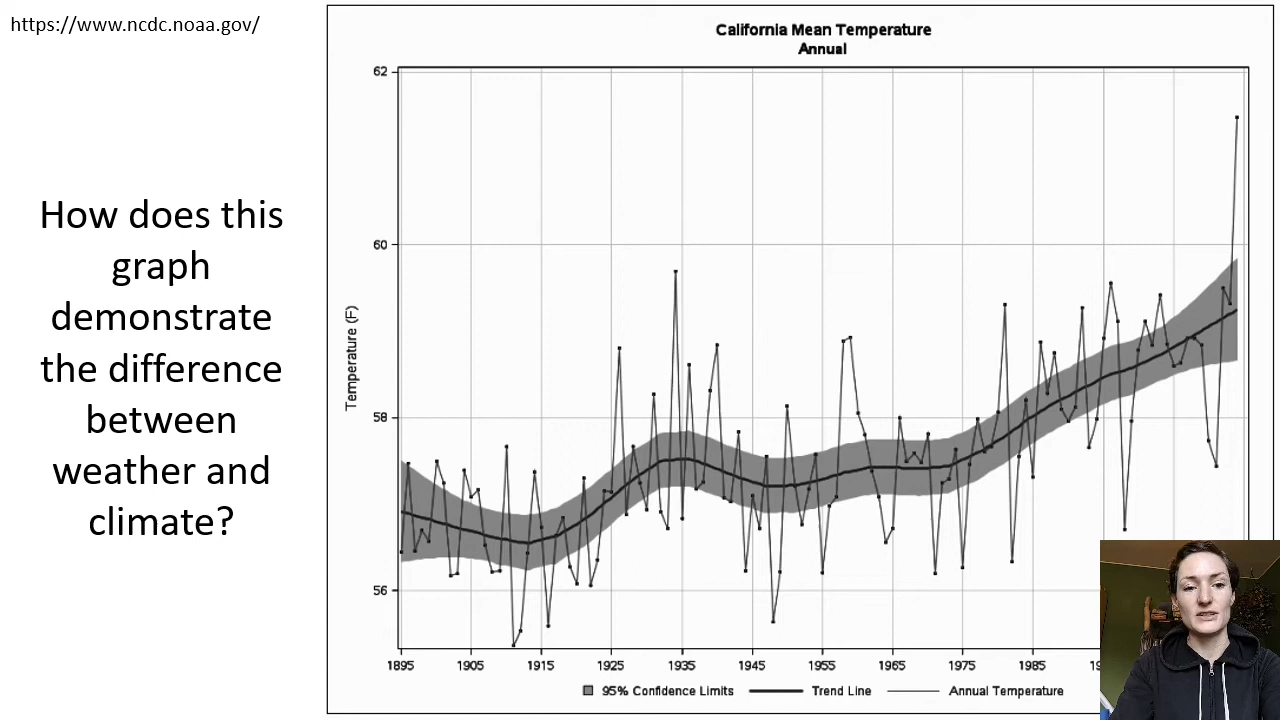 https://www.ncdc.noaa.gov/
How does this
graph
demonstrate
the difference
between
weather and
climate?
California Mean Temperature
Annual
62
60
58
56
Temperature (F)
1895 1905 1915 1925 1935 1945 1955 1965 1975 1985
95% Confidence Limits Trend Line Annual Temperature